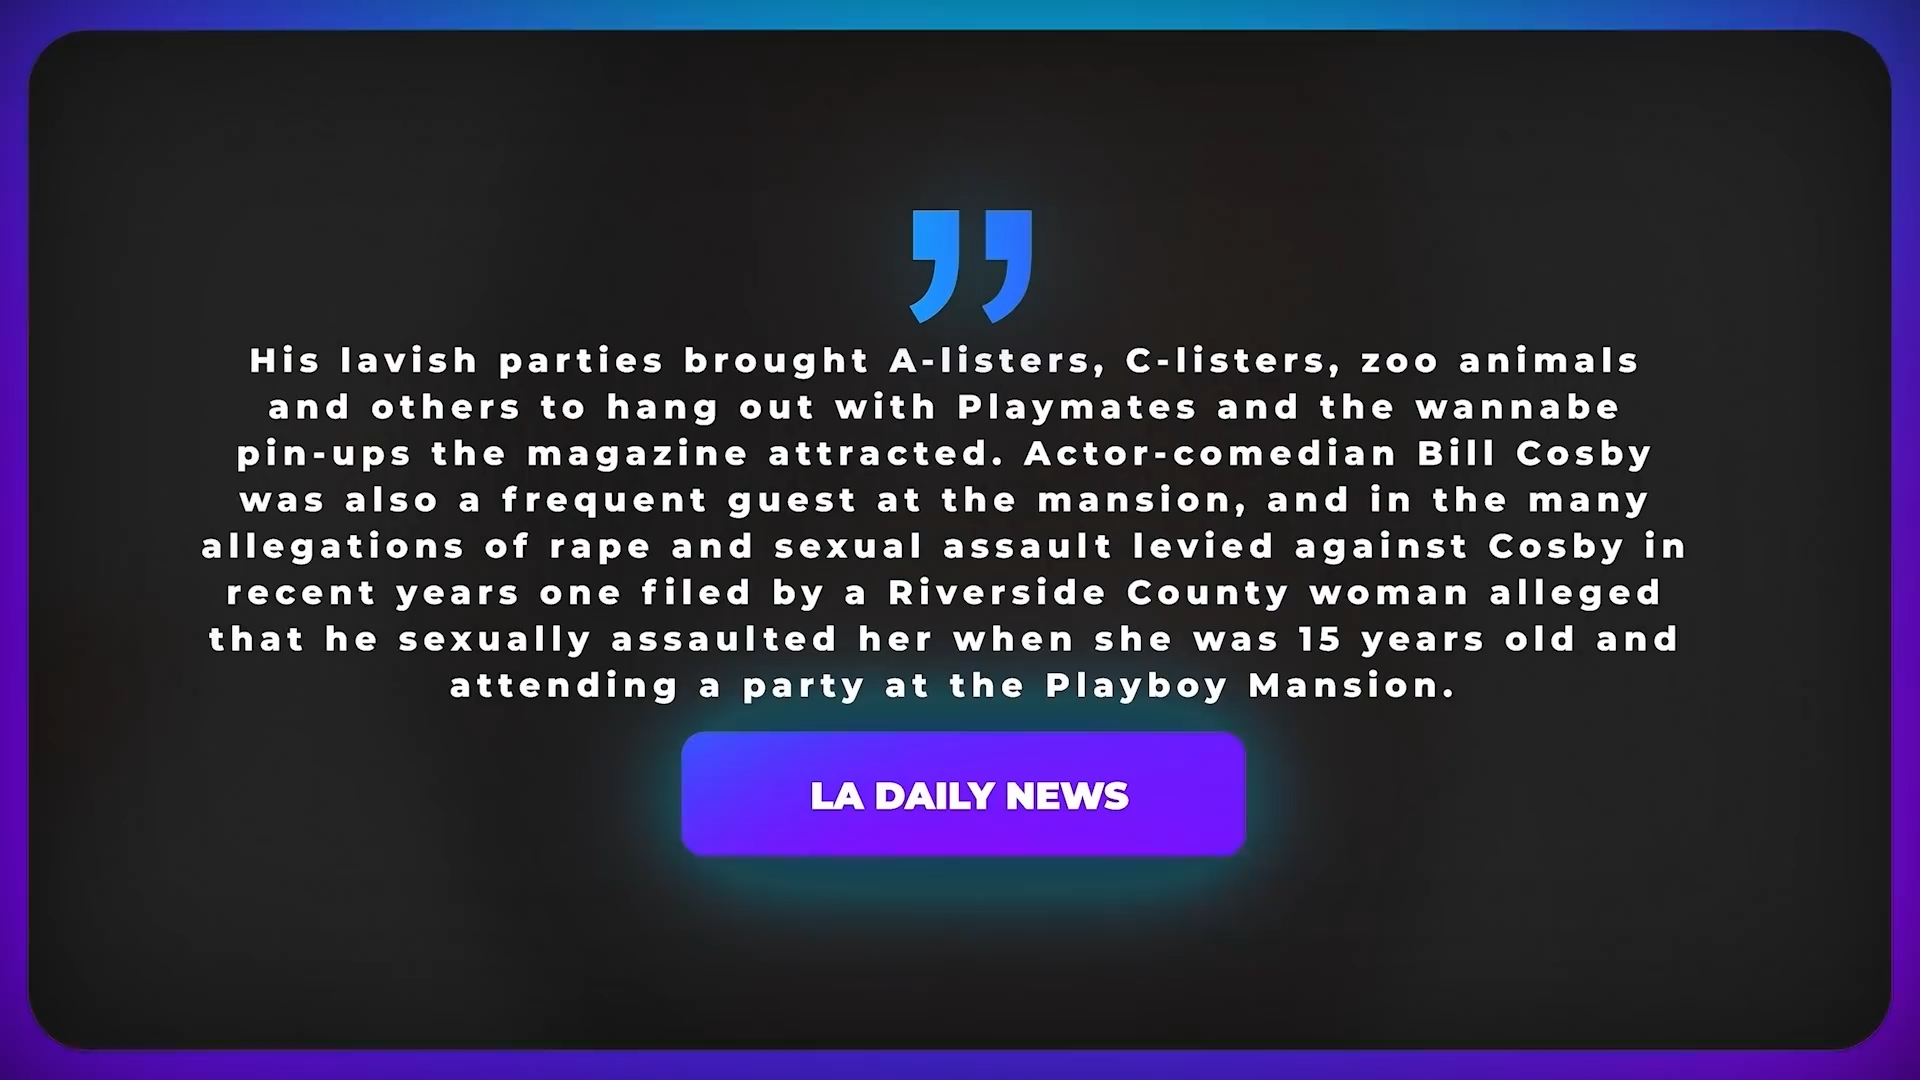 ”
His lavish parties brought A-listers, C-listers, zoo animals
and others to hang out with Playmates and the wannabe
pin-ups the magazine attracted. Actor-comedian Bill Cosby
was also a frequent guest at the mansion, and in the many
allegations of rape and sexual assault levied against Cosby in
recent years one filed by a Riverside County woman alleged
that he sexually assaulted her when she was 15 years old and
attending a party at the Playboy Mansion.
LA DAILY NEWS